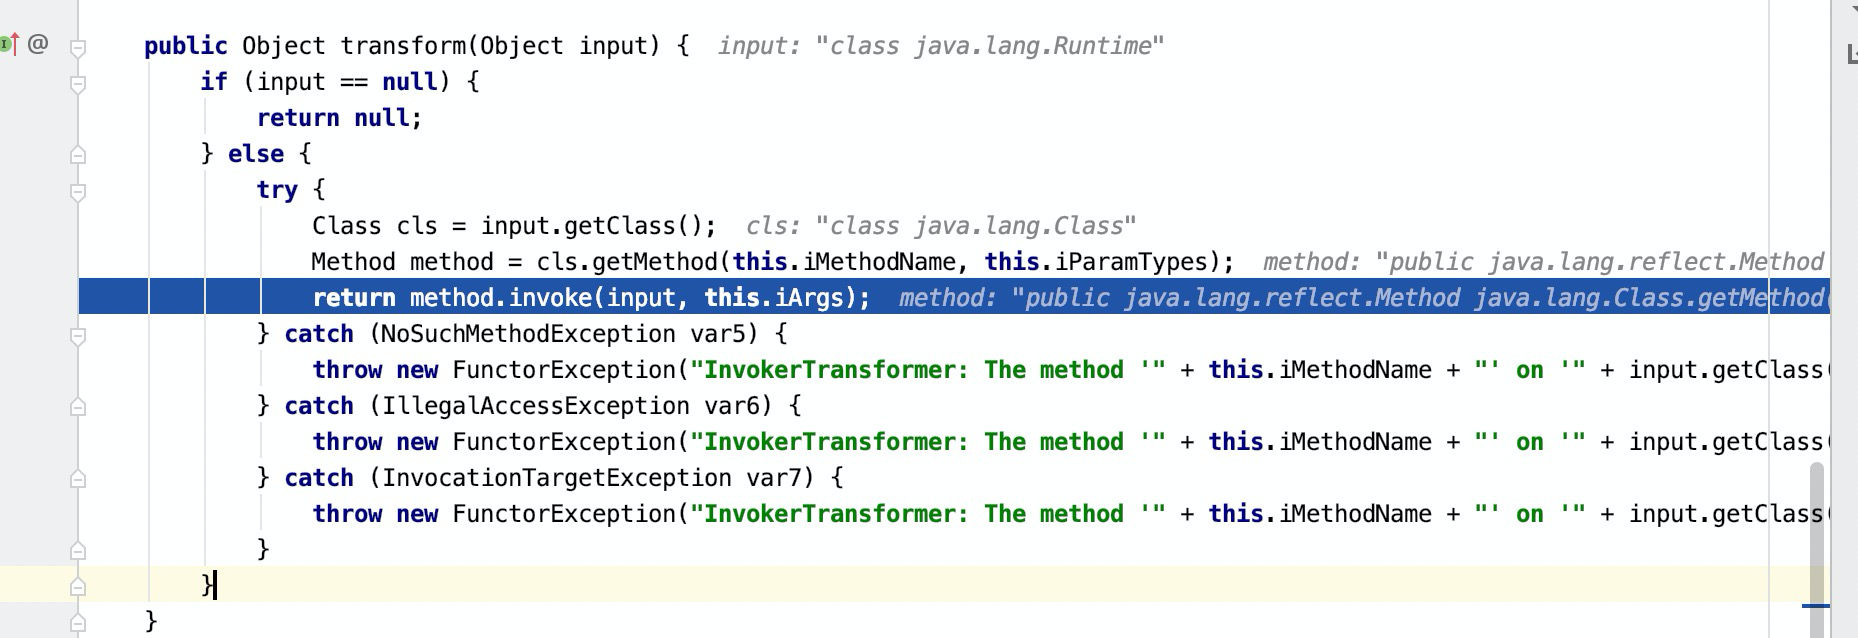 @ public Object transform(Object input) {  input: "class java.lang.Runtime"
if (input == null) {
return null;
} else {
try {
Class cls = input.getClass();  cls: "class java.lang.Class"
Method method = cls.getMethod(this.iMethodName, this.iParamTypes);  method: "public java.lang.reflect.Method
return method.invoke(input, this.iArgs);  method: "public java.lang.reflect.Method java.lang.Class.getMethod(
} catch (NoSuchMethodException var5) {
throw new FunctorException("InvokerTransformer: The method '" + this.iMethodName + "' on '" + input.getClass(
} catch (IllegalAccessException var6) {
throw new FunctorException("InvokerTransformer: The method '" + this.iMethodName + "' on '" + input.getClass(
} catch (InvocationTargetException var7) {
throw new FunctorException("InvokerTransformer: The method '" + this.iMethodName + "' on '" + input.getClass(
}
}
}